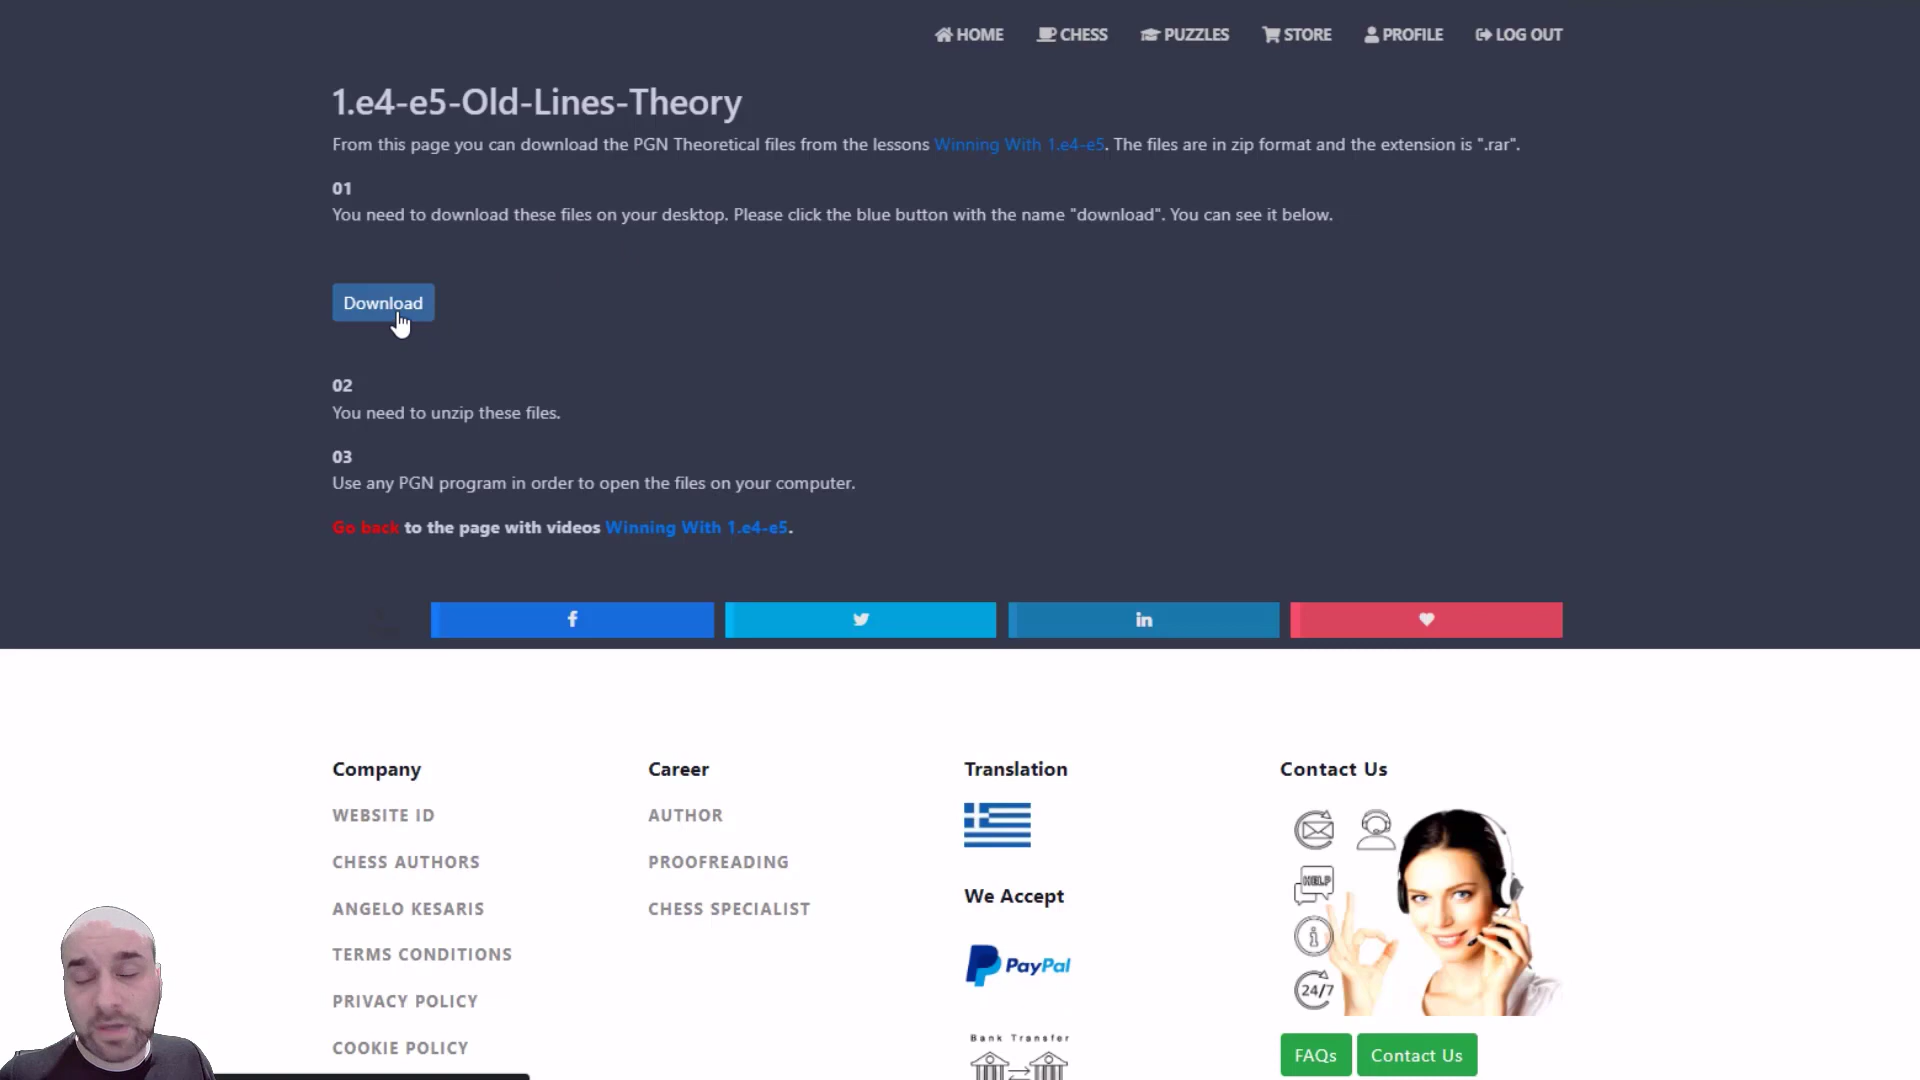 HOME CHESS PUZZLES STORE PROFILE LOG OUT
1.e4-e5-Old-Lines-Theory
From this page you can download the PGN Theoretical files from the lessons Winning With 1.e4-e5. The files are in zip format and the extension is ".rar".
01
You need to download these files on your desktop. Please click the blue button with the name "download". You can see it below.
Download
02
You need to unzip these files.
03
Use any PGN program in order to open the files on your computer.
Go back to the page with videos Winning With 1.e4-e5.
Company
WEBSITE ID
CHESS AUTHORS
ANGELO KESARIS
TERMS CONDITIONS
PRIVACY POLICY
COOKIE POLICY
Career
AUTHOR
PROOFREADING
CHESS SPECIALIST
Translation
We Accept
PayPal
Bank Transfer
Contact Us
HELP
24/7
FAQs Contact Us